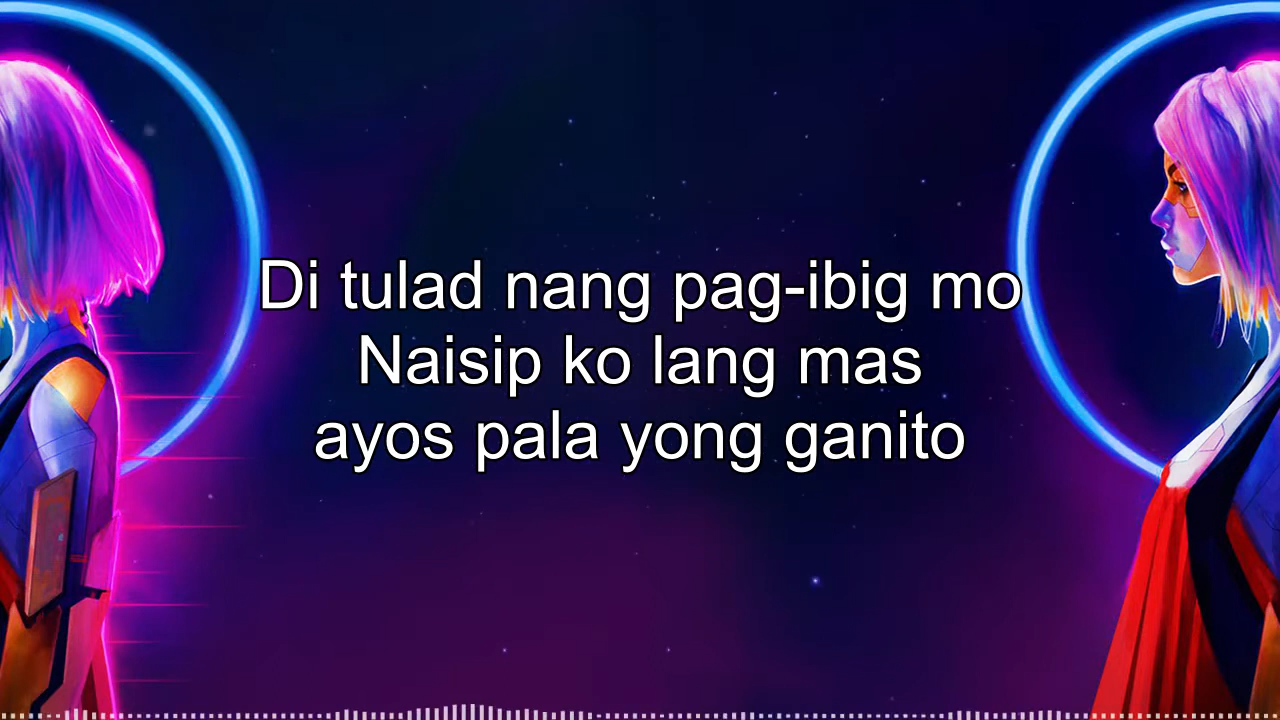 Di tulad nang pag-ibig mo
Naisip ko lang mas
ayos pala yong ganito